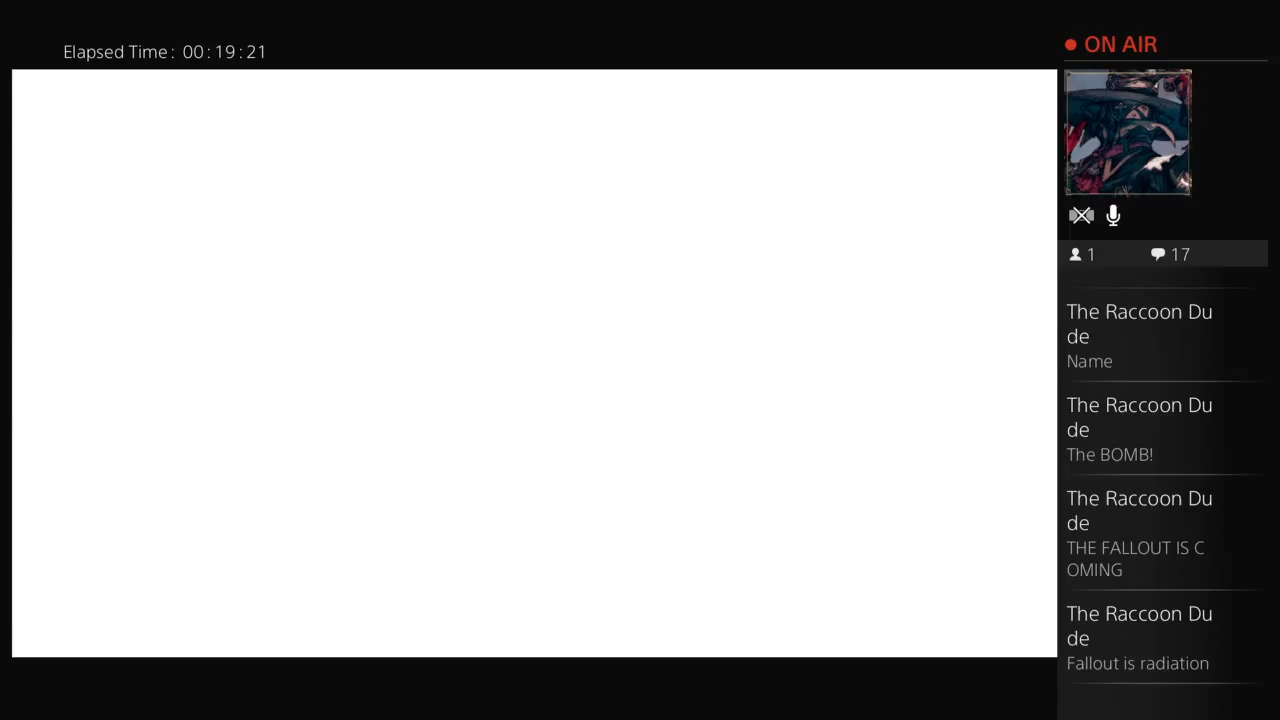 Elapsed Time: 00:19:21
ON AIR
1 17
The Raccoon Du
de
Name
The Raccoon Du
de
The BOMB!
The Raccoon Du
de
THE FALLOUT IS C
OMING
The Raccoon Du
de
Fallout is radiation